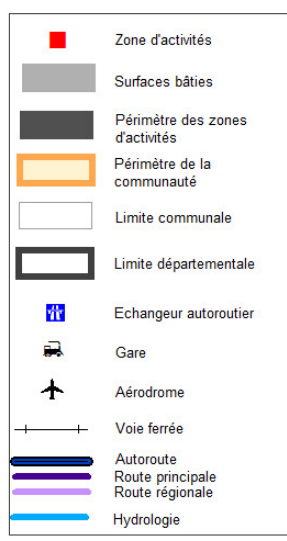 Zone d'activités
Surfaces bâties
Périmètre des zones
d'activités
Périmètre de la
communauté
Limite communale
Limite départementale
Echangeur autoroutier
Gare
Aérodrome
Voie ferrée
Autoroute
Route principale
Route régionale
Hydrologie